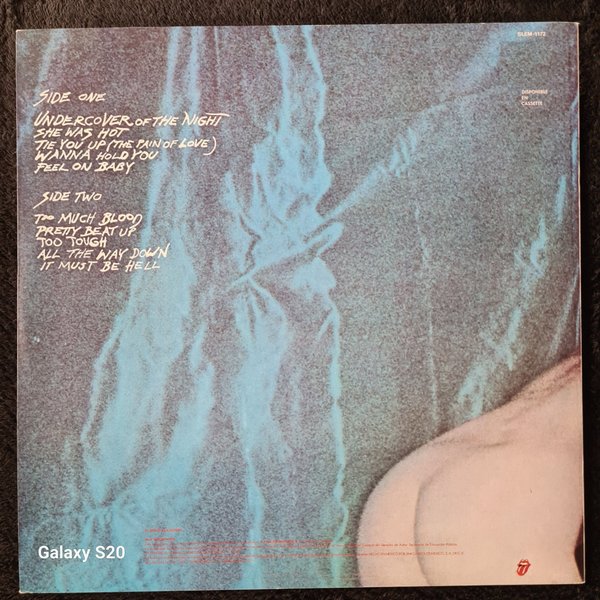 DLEM-1172
DISPONIBLE
EN
CASSETTE
SIDE ONE
UNDERCOVER OF THE NIGHT
SHE WAS HOT
TIE YOU UP (THE PAIN OF LOVE)
WANNA HOLD YOU
FEEL ON BABY
SIDE TWO
TOO MUCH BLOOD
PRETTY BEAT UP
TOO TOUGH
ALL THE WAY DOWN
IT MUST BE HELL
Galaxy S20